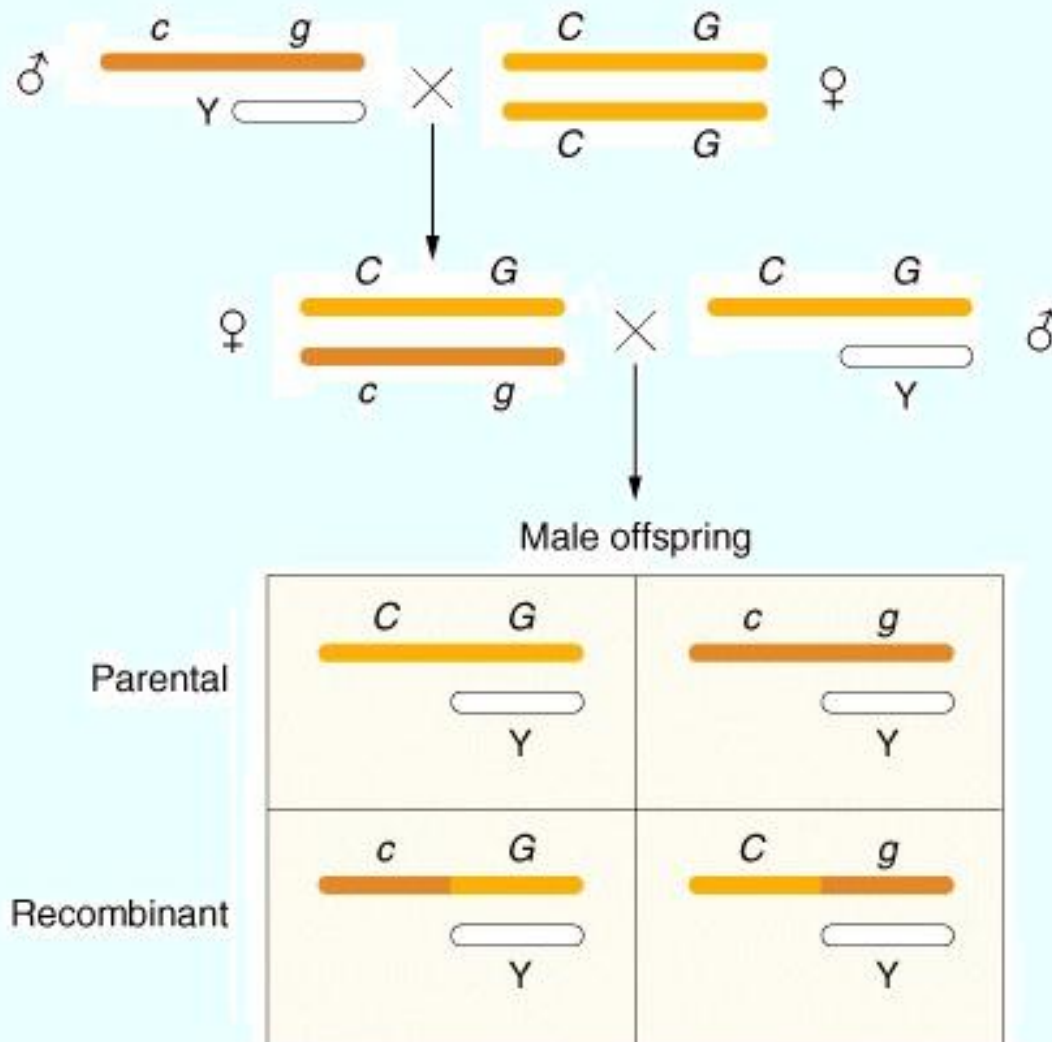 ♂ c g C G ♀
Y
C G
C G C G
♀ ♂
c g Y
Male offspring
C G c g
Parental
Y Y
c G C g
Recombinant
Y Y